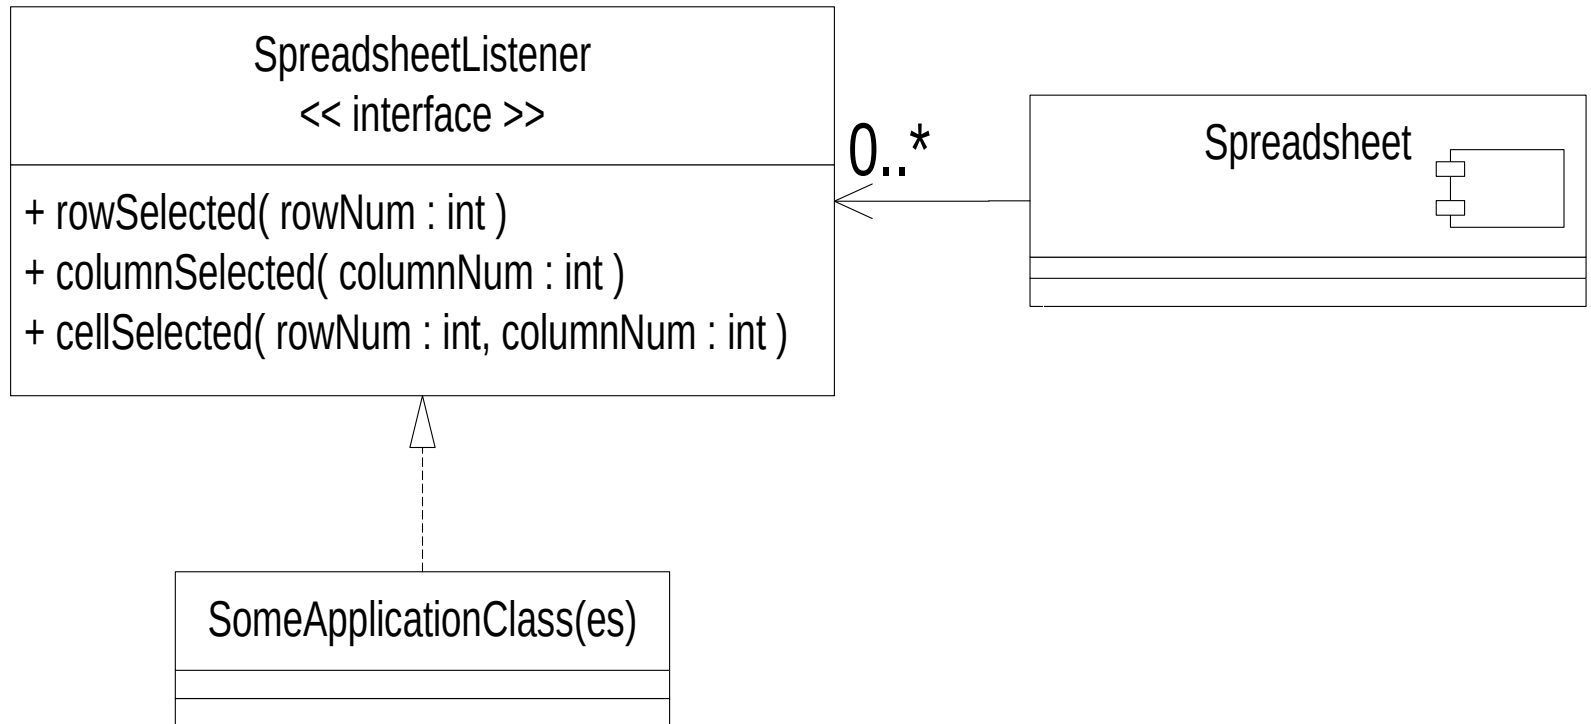 SpreadsheetListener
<< interface >>
+ rowSelected( rowNum : int )
+ columnSelected( columnNum : int )
+ cellSelected( rowNum : int, columnNum : int )
0..*
Spreadsheet
SomeApplicationClass(es)